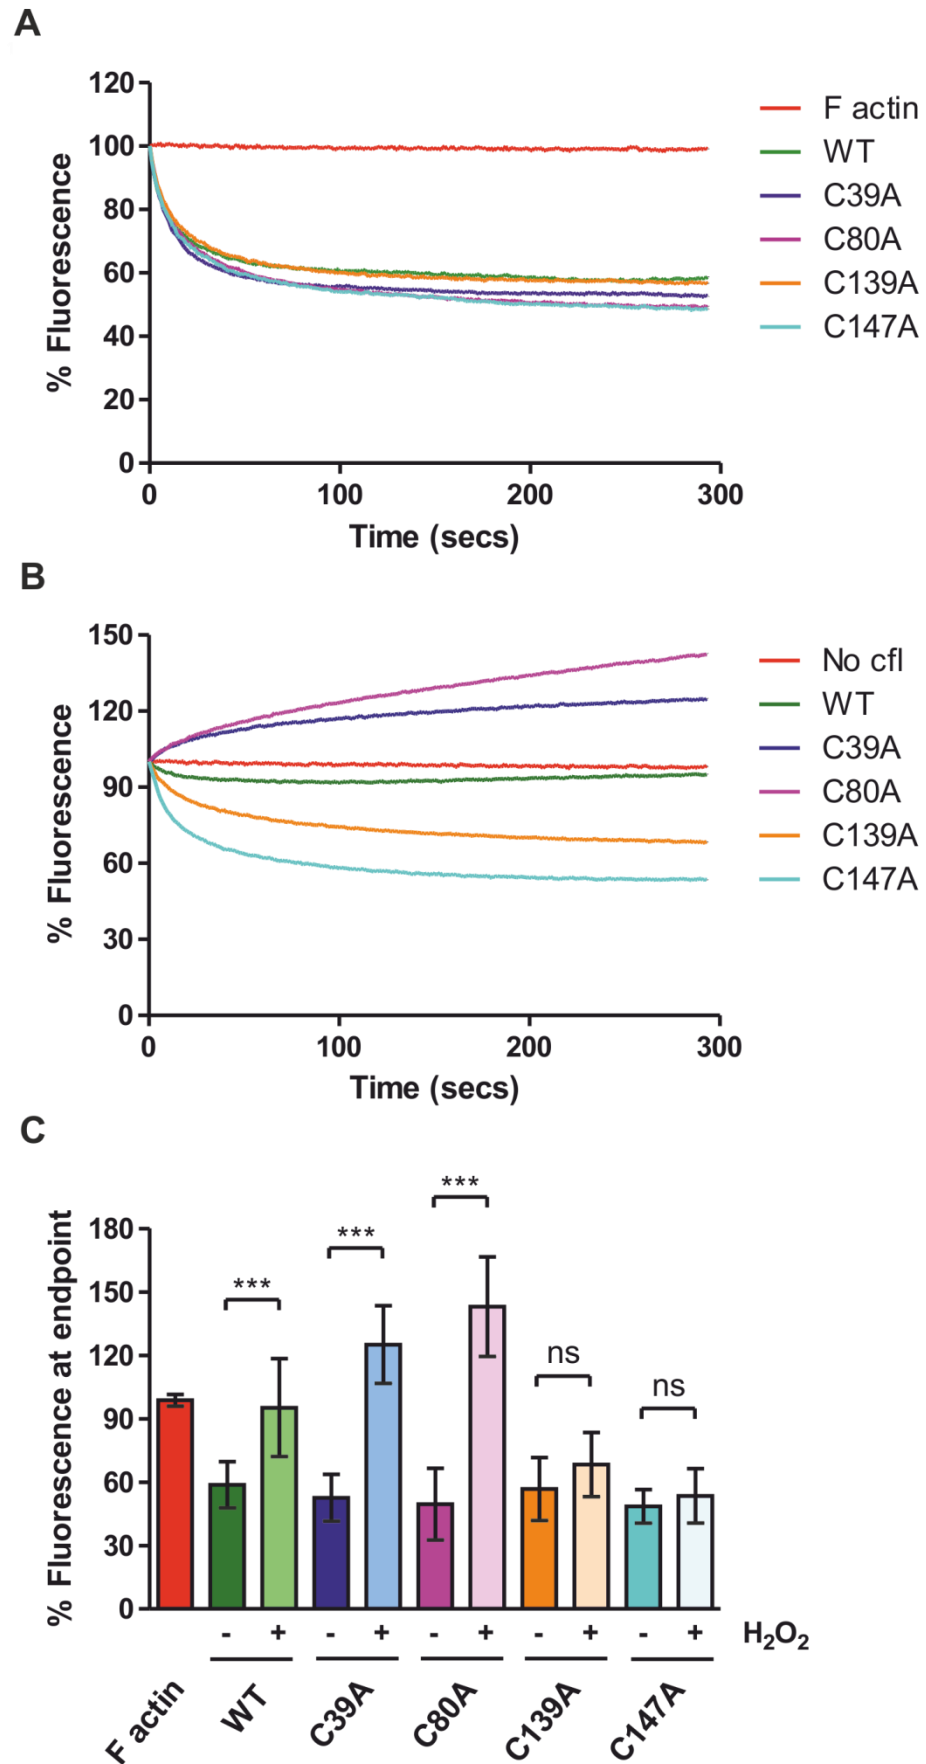 A
120
100
80
60
40
20
0
% Fluorescence
0 100 200 300
Time (secs)
F actin
WT
C39A
C80A
C139A
C147A
B
150
120
90
60
30
0
% Fluorescence
0 100 200 300
Time (secs)
No cfl
WT
C39A
C80A
C139A
C147A
C
180
150
120
90
60
30
0
% Fluorescence at endpoint
*** *** *** ns ns
- + - + - + - + - + H₂O₂
F actin WT C39A C80A C139A C147A